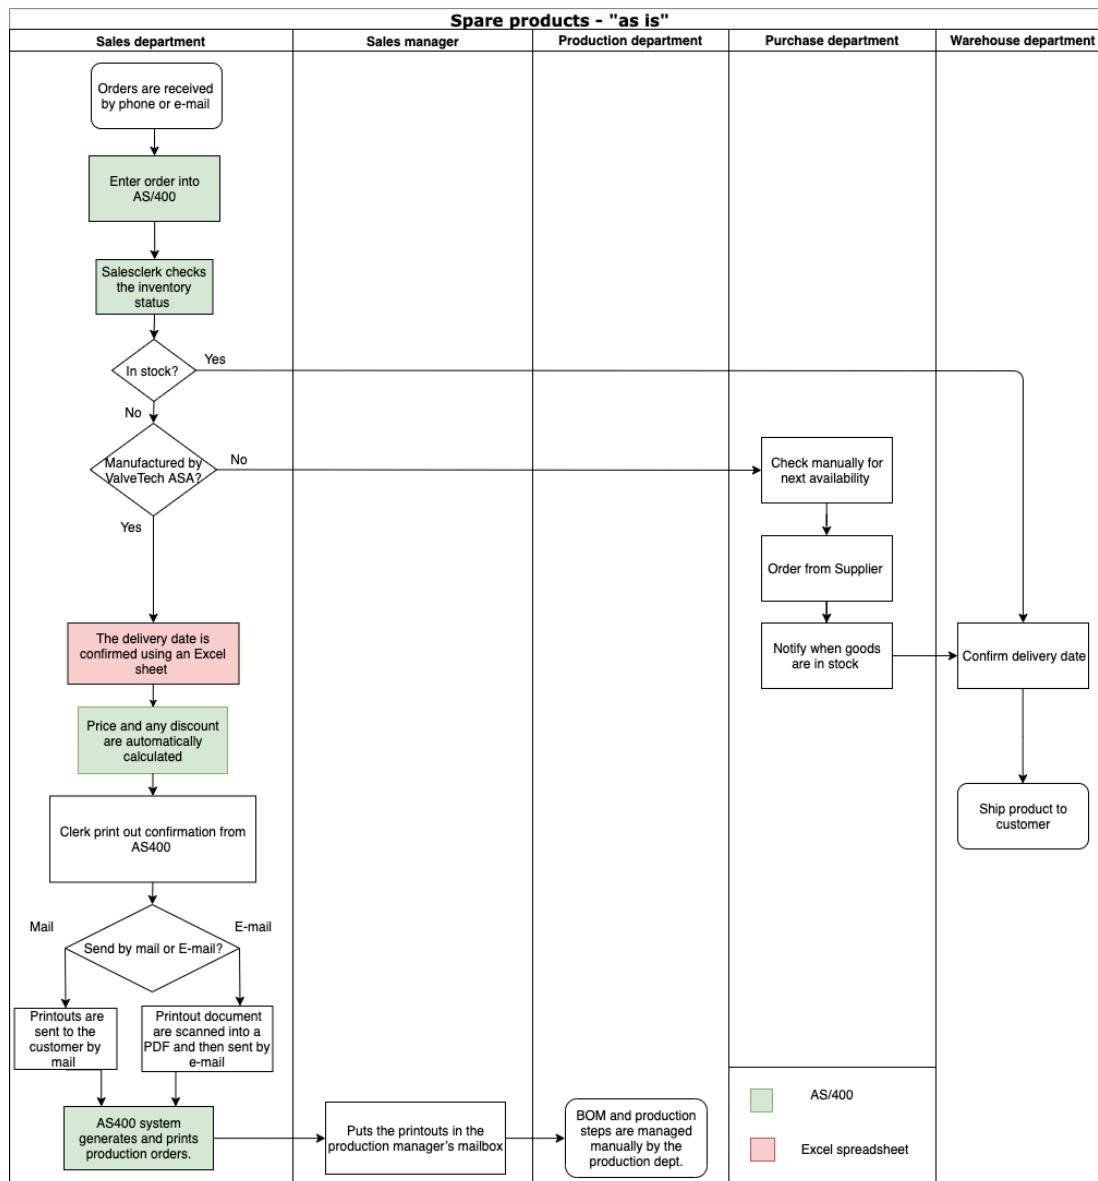 Spare products - "as is"
Sales department
Sales manager
Production department
Purchase department
Warehouse department
Orders are received
by phone or e-mail
Enter order into
AS/400
Salesclerk checks
the inventory
status
In stock?
Yes
No
Manufactured by
ValveTech ASA?
No
Yes
Check manually for
next availability
Order from Supplier
Notify when goods
are in stock
Confirm delivery date
Ship product to
customer
The delivery date is
confirmed using an Excel
sheet
Price and any discount
are automatically
calculated
Clerk print out confirmation from
AS400
Send by mail or E-mail?
Mail
E-mail
Printouts are
sent to the
customer by
mail
Printout document
are scanned into a
PDF and then sent by
e-mail
AS400 system
generates and prints
production orders.
Puts the printouts in the
production manager's mailbox
BOM and production
steps are managed
manually by the
production dept.
AS/400
Excel spreadsheet